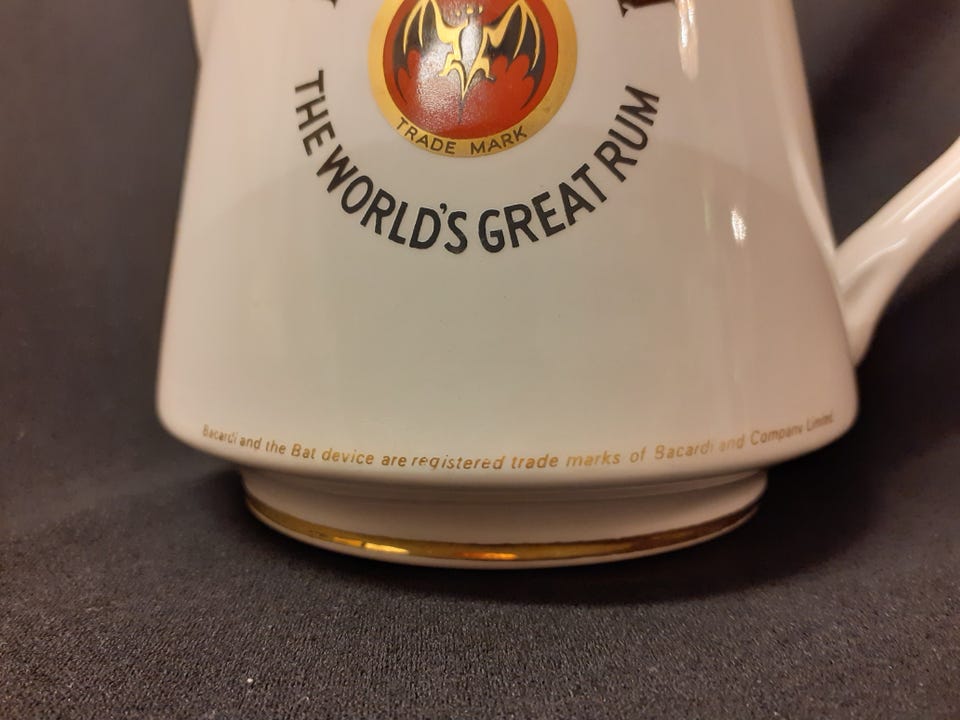 TRADE MARK
THE WORLD'S GREAT RUM
Bacardi and the Bat device are registered trade marks of Bacardi and Company Limited.